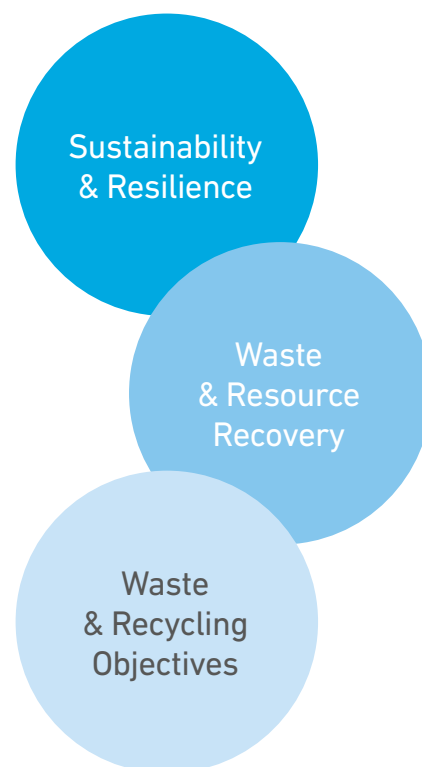 Sustainability
& Resilience
Waste
& Resource
Recovery
Waste
& Recycling
Objectives